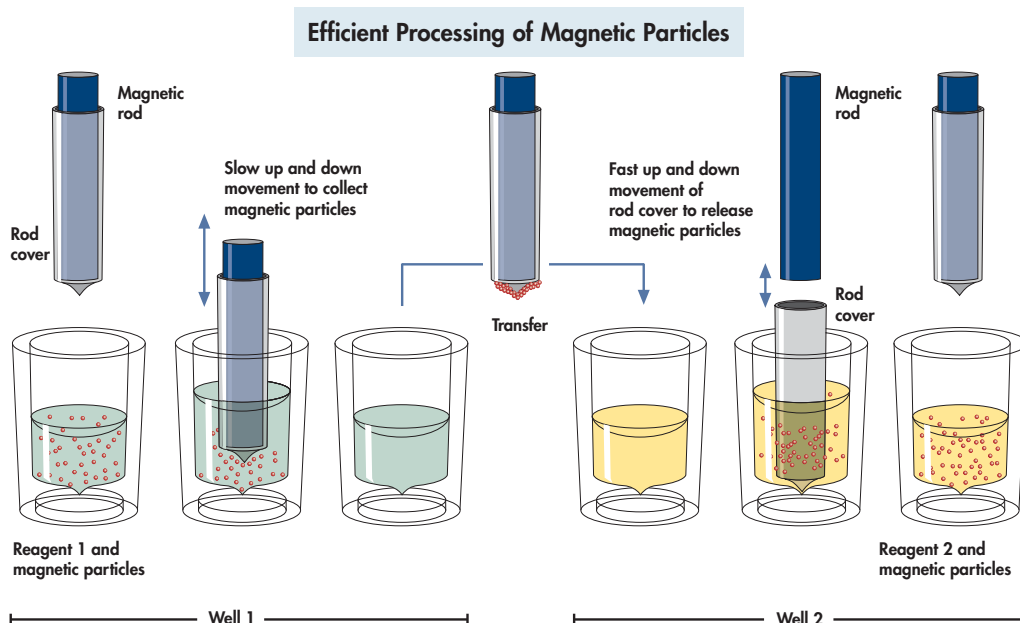 Efficient Processing of Magnetic Particles
Magnetic
rod
Rod
cover
Slow up and down
movement to collect
magnetic particles
Transfer
Fast up and down
movement of
rod cover to release
magnetic particles
Magnetic
rod
Rod
cover
Reagent 1 and
magnetic particles
Reagent 2 and
magnetic particles
Well 1
Well 2